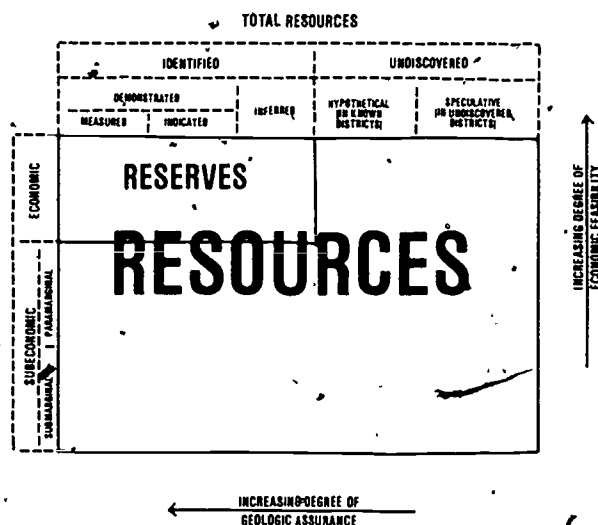 TOTAL RESOURCES
IDENTIFIED
UNDISCOVERED
DEMONSTRATED
MEASURED
INDICATED
INFERRED
HYPOTHETICAL
(IN KNOWN
DISTRICTS)
SPECULATIVE
(IN UNDISCOVERED
DISTRICTS)
ECONOMIC
RESERVES
RESOURCES
SUBECONOMIC
PARAMARGINAL
SUBMARGINAL
INCREASING DEGREE OF
ECONOMIC FEASIBILITY
INCREASING DEGREE OF
GEOLOGIC ASSURANCE